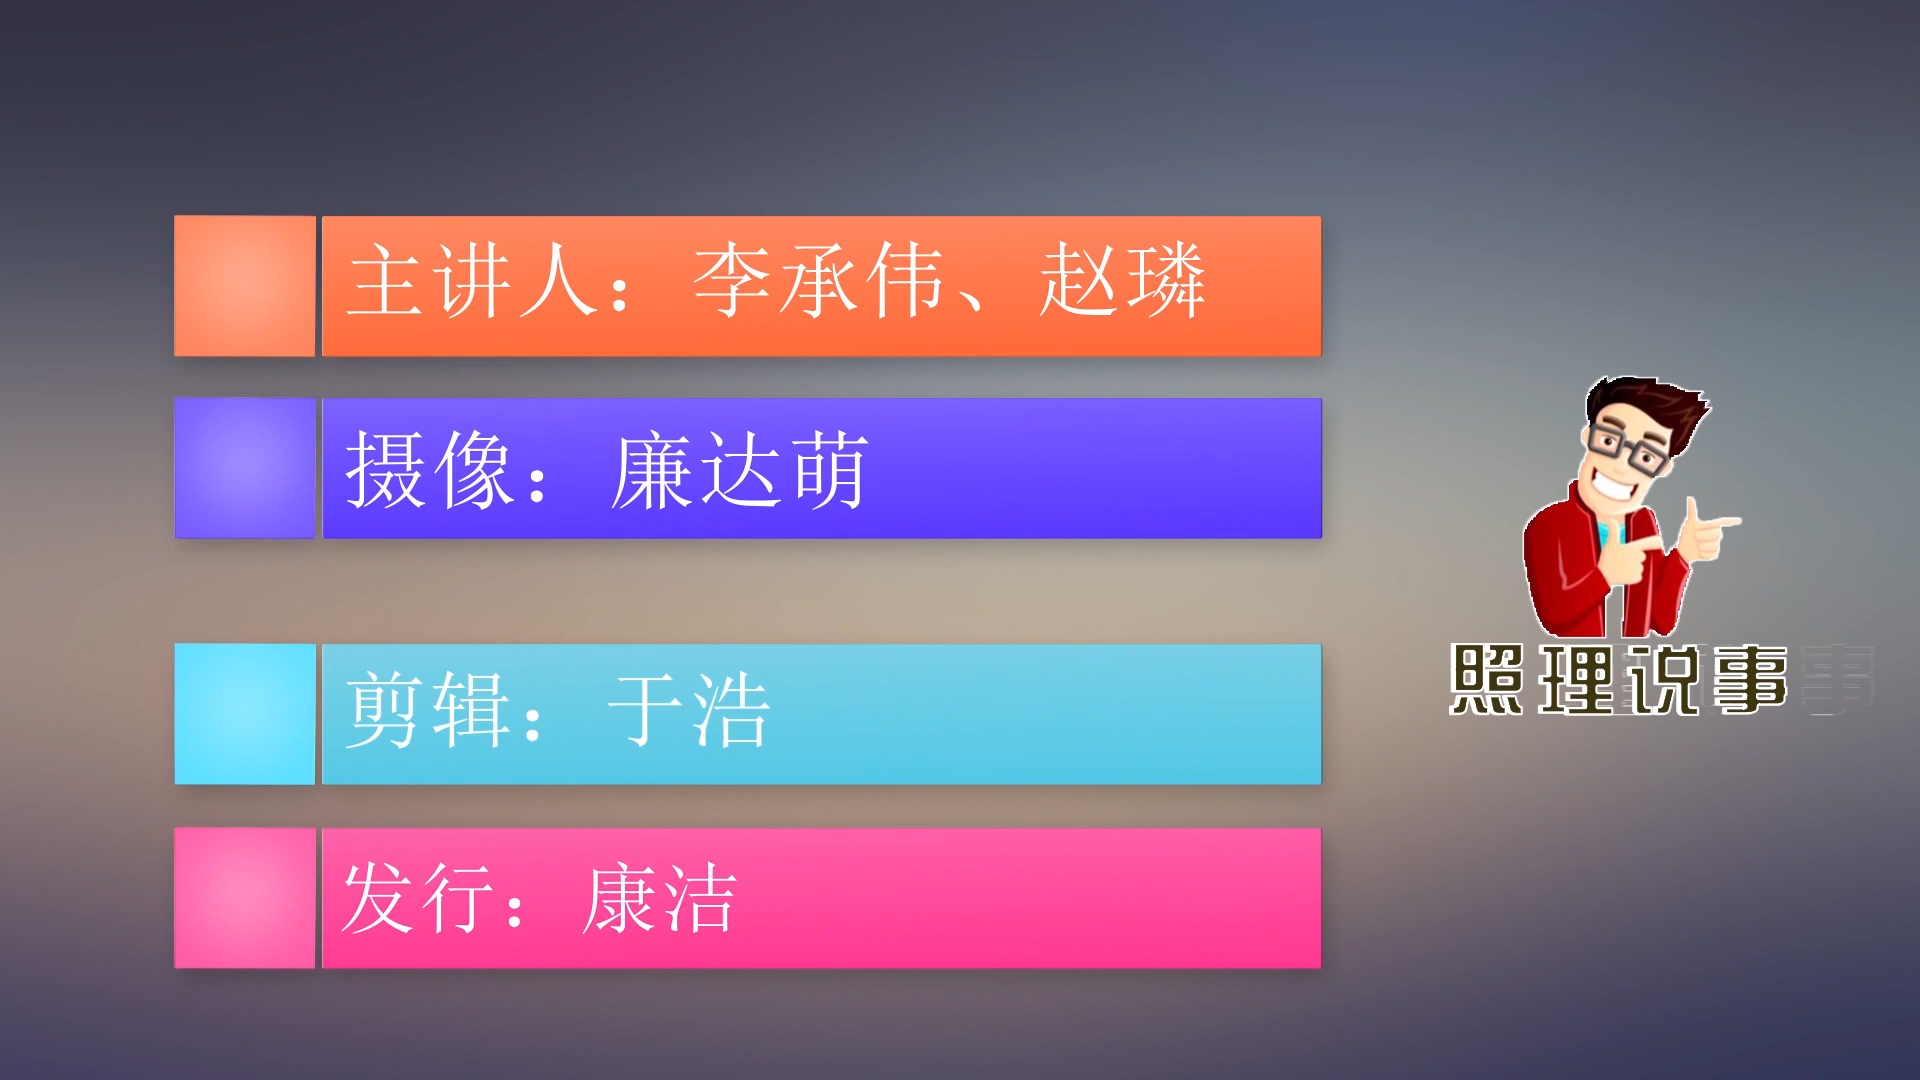 主讲人：李承伟、赵璘
摄像：廉达萌
剪辑：于浩
发行：康洁
照理说事